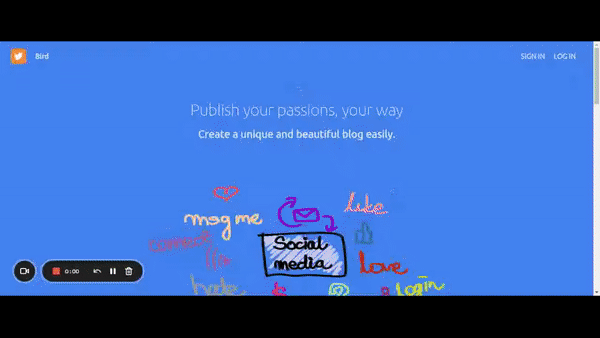 Bird
SIGN IN
LOG IN
Publish your passions, your way
Create a unique and beautiful blog easily.
Like
msg me
Social
media
Love
Login
0:00